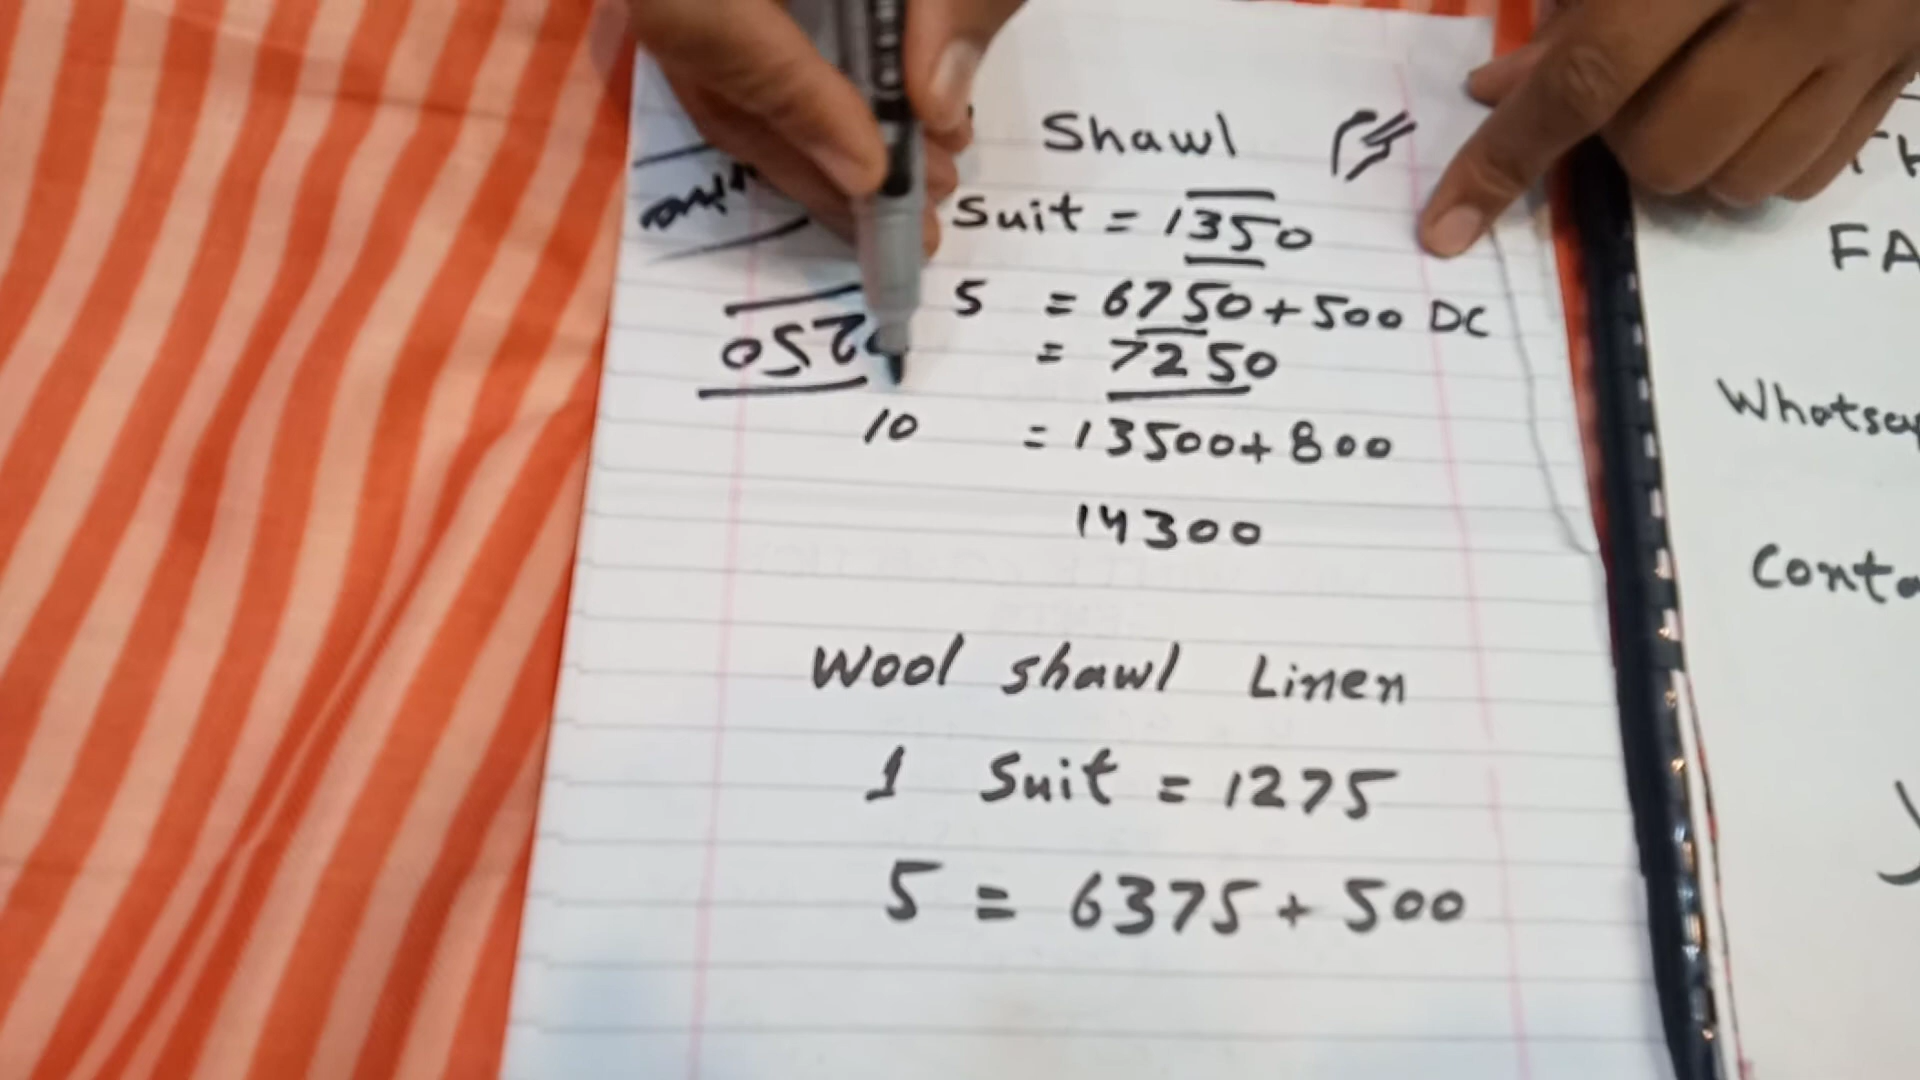 Shawl
Suit = 1350
5 = 6750 + 500 DC
= 7250
10 = 13500 + 800
14300
Wool shawl Linen
1 Suit = 1275
5 = 6375 + 500
FA
Whatsap
Conta